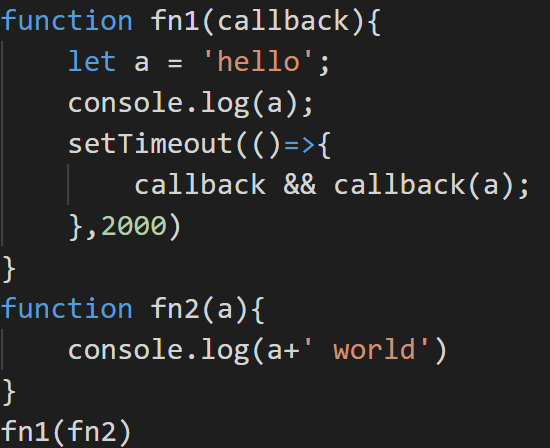 function fn1(callback){
    let a = 'hello';
    console.log(a);
    setTimeout(()=>{
        callback && callback(a);
    },2000)
}
function fn2(a){
    console.log(a+' world')
}
fn1(fn2)